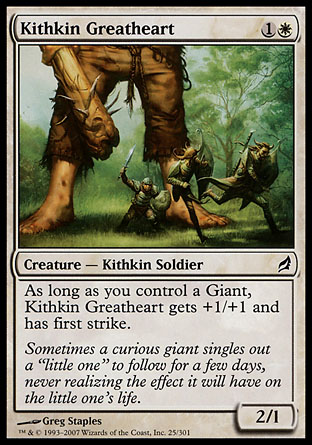 Kithkin Greatheart 1
Creature — Kithkin Soldier
As long as you control a Giant,
Kithkin Greatheart gets +1/+1 and
has first strike.
Sometimes a curious giant singles out
a “little one” to follow for a few days,
never realizing the effect it will have on
the little one’s life.
Greg Staples
™ & © 1993–2007 Wizards of the Coast, Inc. 25/301
2/1